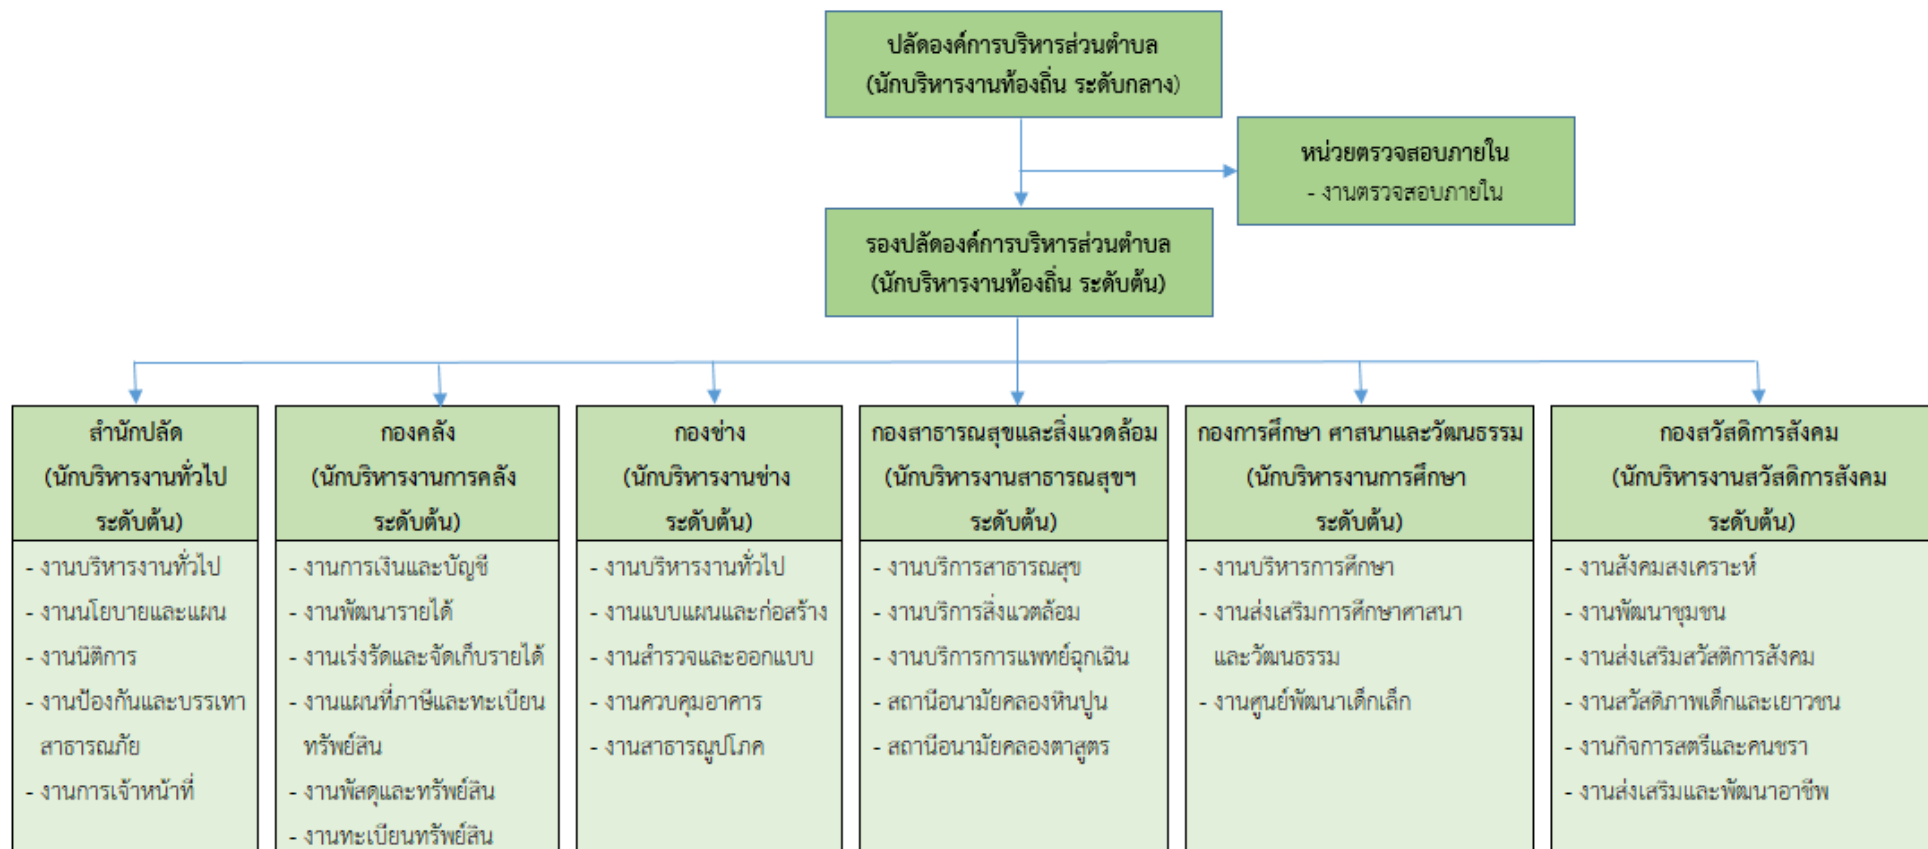 ปลัดองค์การบริหารส่วนตำบล
(นักบริหารงานท้องถิ่น ระดับกลาง)
หน่วยตรวจสอบภายใน
- งานตรวจสอบภายใน
รองปลัดองค์การบริหารส่วนตำบล
(นักบริหารงานท้องถิ่น ระดับต้น)
สำนักปลัด
(นักบริหารงานทั่วไป
ระดับต้น)
- งานบริหารงานทั่วไป
- งานนโยบายและแผน
- งานนิติการ
- งานป้องกันและบรรเทา
สาธารณภัย
- งานการเจ้าหน้าที่
กองคลัง
(นักบริหารงานการคลัง
ระดับต้น)
- งานการเงินและบัญชี
- งานพัฒนารายได้
- งานเร่งรัดและจัดเก็บรายได้
- งานแผนที่ภาษีและทะเบียน
ทรัพย์สิน
- งานพัสดุและทรัพย์สิน
- งานทะเบียนทรัพย์สิน
กองช่าง
(นักบริหารงานช่าง
ระดับต้น)
- งานบริหารงานทั่วไป
- งานแบบแผนและก่อสร้าง
- งานสำรวจและออกแบบ
- งานควบคุมอาคาร
- งานสาธารณูปโภค
กองสาธารณสุขและสิ่งแวดล้อม
(นักบริหารงานสาธารณสุขฯ
ระดับต้น)
- งานบริการสาธารณสุข
- งานบริการสิ่งแวตล้อม
- งานบริการการแพทย์ฉุกเฉิน
- สถานีอนามัยคลองหินปูน
- สถานีอนามัยคลองตาสูตร
กองการศึกษา ศาสนาและวัฒนธรรม
(นักบริหารงานการศึกษา
ระดับต้น)
- งานบริหารการศึกษา
- งานส่งเสริมการศึกษาศาสนา
และวัฒนธรรม
- งานศูนย์พัฒนาเด็กเล็ก
กองสวัสดิการสังคม
(นักบริหารงานสวัสดิการสังคม
ระดับต้น)
- งานสังคมสงเคราะห์
- งานพัฒนาชุมชน
- งานส่งเสริมสวัสติการสังคม
- งานสวัสดิภาพเด็กและเยาวชน
- งานกิจการสตรีและคนชรา
- งานส่งเสริมและพัฒนาอาชีพ